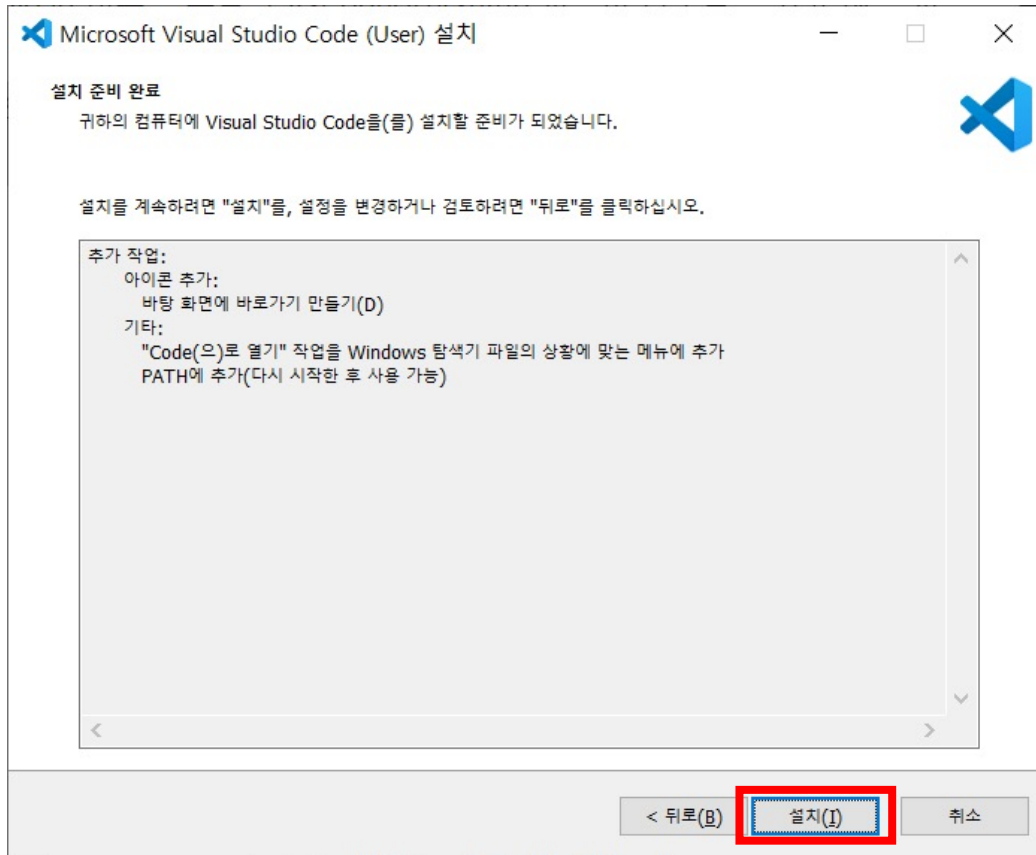 Microsoft Visual Studio Code (User) 설치
설치 준비 완료
귀하의 컴퓨터에 Visual Studio Code을(를) 설치할 준비가 되었습니다.
설치를 계속하려면 "설치"를, 설정을 변경하거나 검토하려면 "뒤로"를 클릭하십시오.
추가 작업:
아이콘 추가:
바탕 화면에 바로가기 만들기(D)
기타:
"Code(으)로 열기" 작업을 Windows 탐색기 파일의 상황에 맞는 메뉴에 추가
PATH에 추가(다시 시작한 후 사용 가능)
< 뒤로(B) 설치(I) 취소